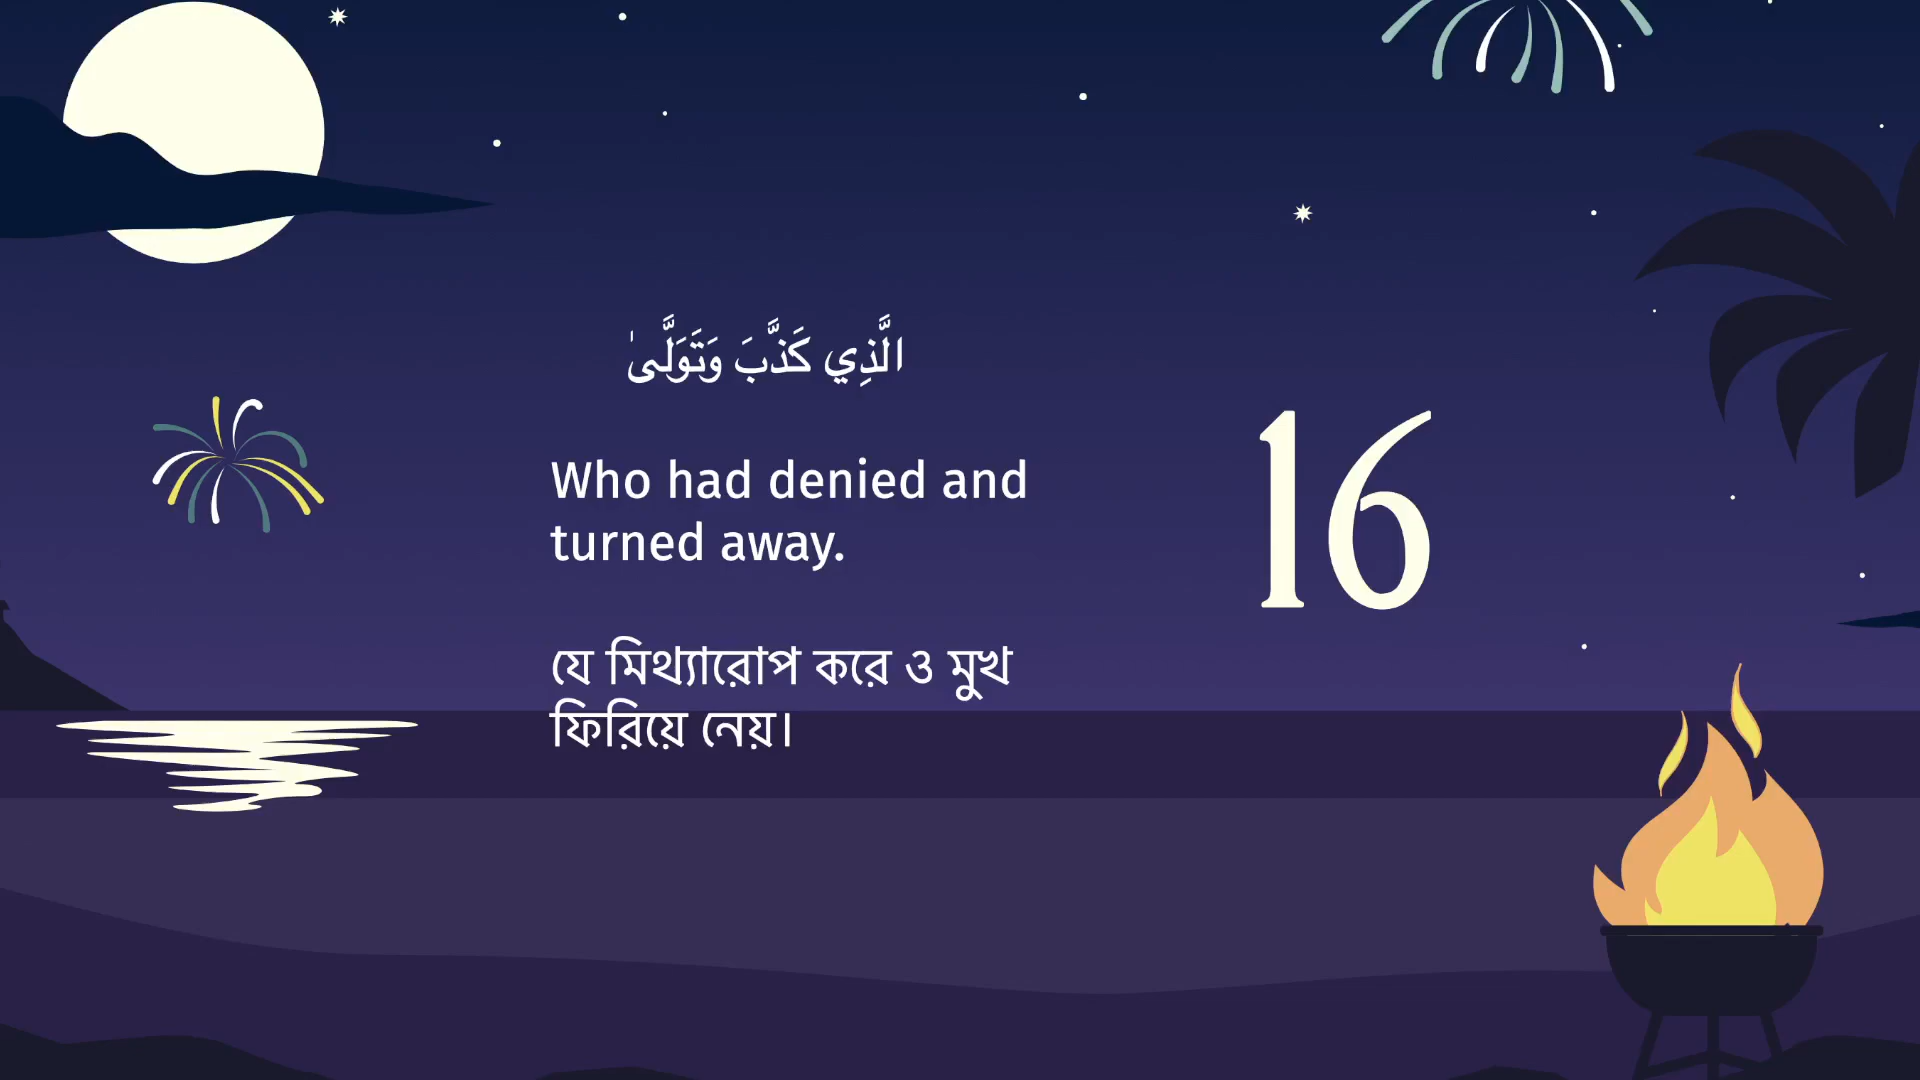 الَّذِي كَذَّبَ وَتَوَلَّىٰ
Who had denied and
turned away.
16
যে মিথ্যারোপ করে ও মুখ
ফিরিয়ে নেয়।